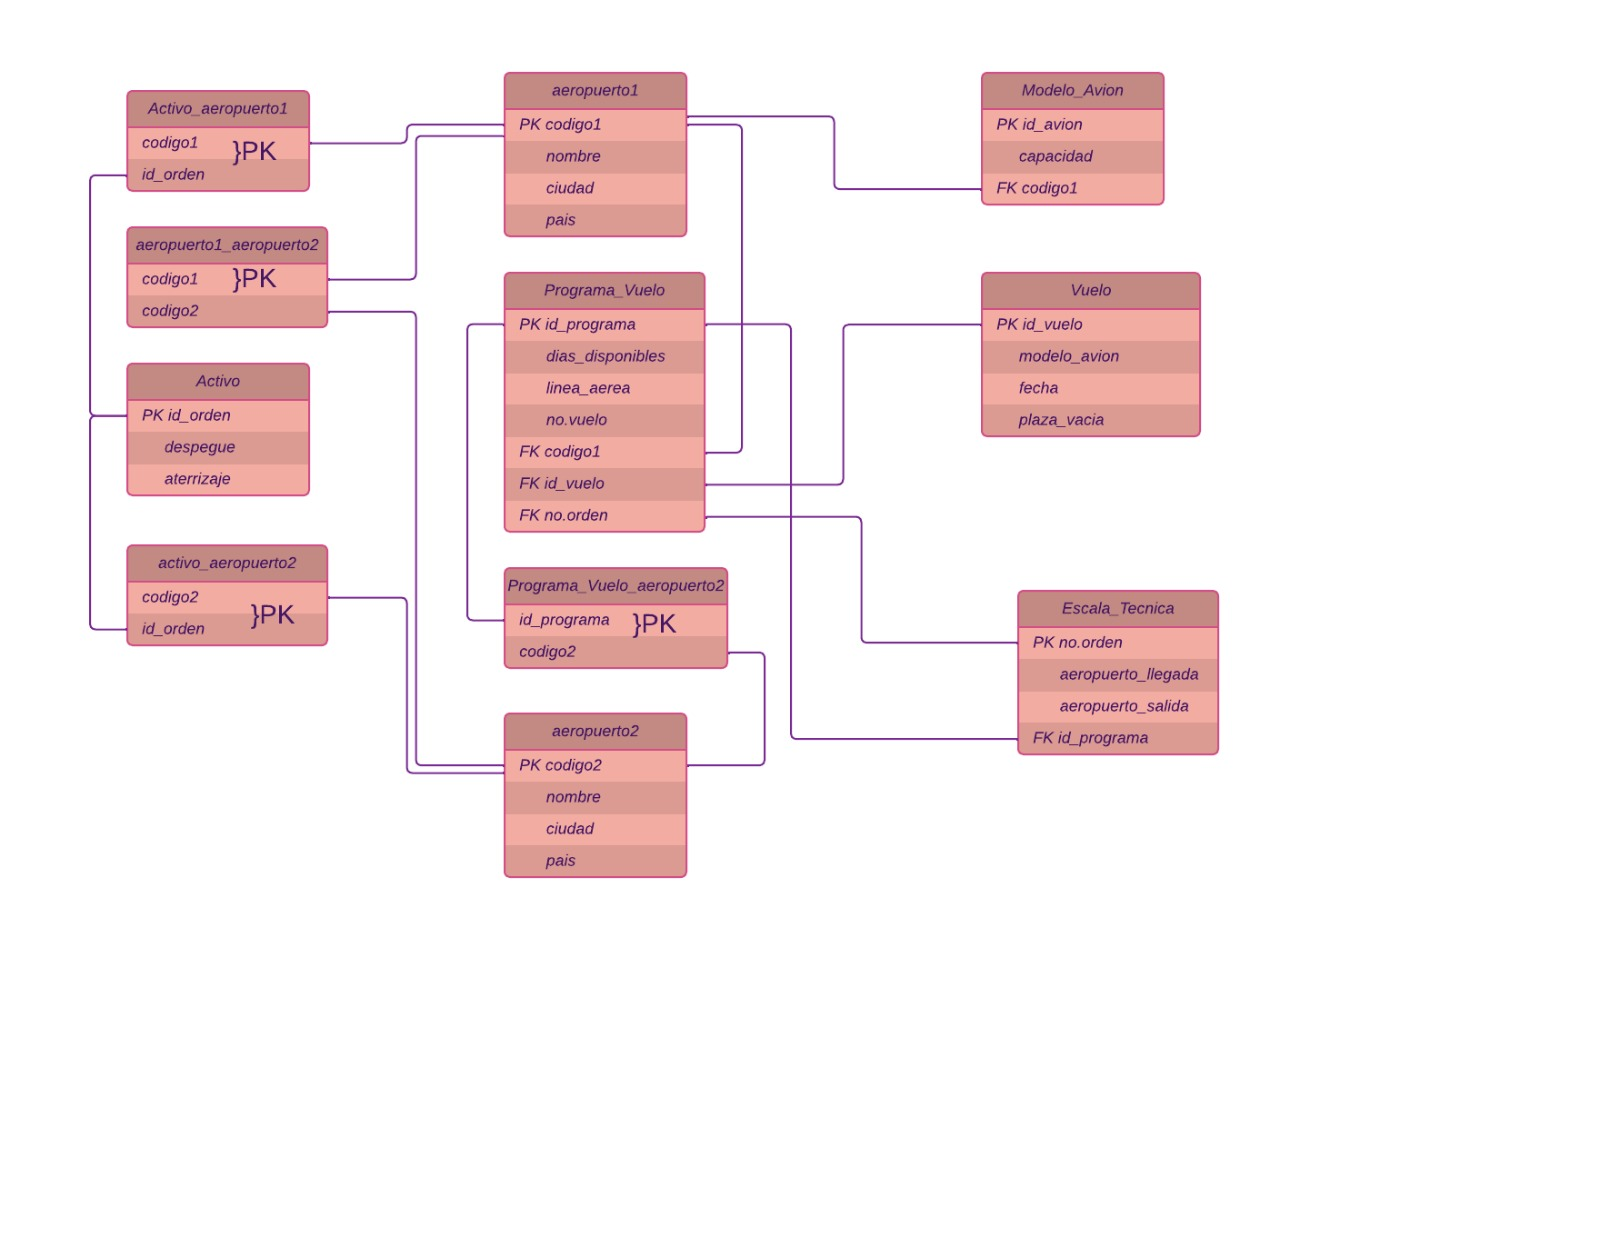 Activo_aeropuerto1
codigo1
}PK
id_orden
aeropuerto1_aeropuerto2
codigo1
}PK
codigo2
Activo
PK id_orden
despegue
aterrizaje
activo_aeropuerto2
codigo2
}PK
id_orden
aeropuerto1
PK codigo1
nombre
ciudad
pais
Programa_Vuelo
PK id_programa
dias_disponibles
linea_aerea
no.vuelo
FK codigo1
FK id_vuelo
FK no.orden
Programa_Vuelo_aeropuerto2
id_programa
}PK
codigo2
aeropuerto2
PK codigo2
nombre
ciudad
pais
Modelo_Avion
PK id_avion
capacidad
FK codigo1
Vuelo
PK id_vuelo
modelo_avion
fecha
plaza_vacia
Escala_Tecnica
PK no.orden
aeropuerto_llegada
aeropuerto_salida
FK id_programa